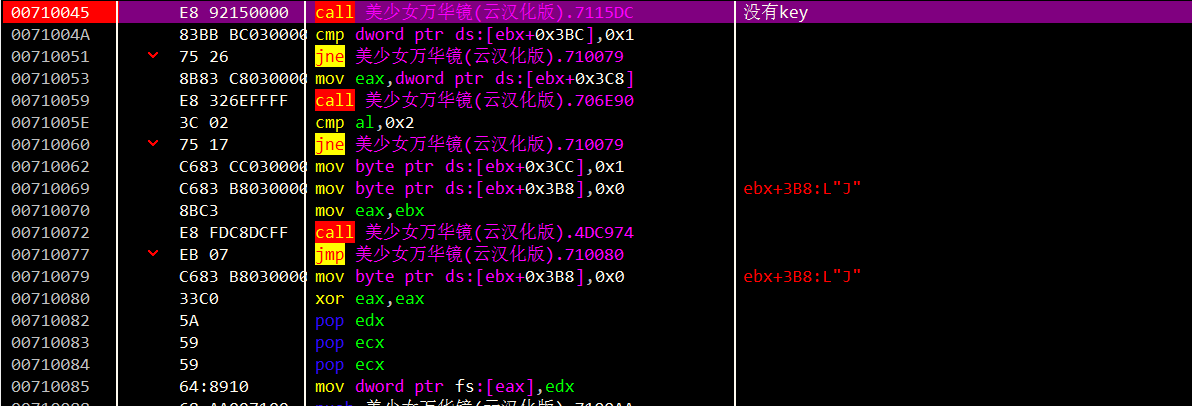 00710045 E8 92150000 call 美少女万华镜(云汉化版).7115DC 没有key
0071004A 83BB BC030000 cmp dword ptr ds:[ebx+0x3BC],0x1
00710051 75 26 jne 美少女万华镜(云汉化版).710079
00710053 8B83 C8030000 mov eax,dword ptr ds:[ebx+0x3C8]
00710059 E8 326EFFFF call 美少女万华镜(云汉化版).706E90
0071005E 3C 02 cmp al,0x2
00710060 75 17 jne 美少女万华镜(云汉化版).710079
00710062 C683 CC030000 mov byte ptr ds:[ebx+0x3CC],0x1
00710069 C683 B8030000 mov byte ptr ds:[ebx+0x3B8],0x0 ebx+3B8:L"J"
00710070 8BC3 mov eax,ebx
00710072 E8 FDC8DCFF call 美少女万华镜(云汉化版).4DC974
00710077 EB 07 jmp 美少女万华镜(云汉化版).710080
00710079 C683 B8030000 mov byte ptr ds:[ebx+0x3B8],0x0 ebx+3B8:L"J"
00710080 33C0 xor eax,eax
00710082 5A pop edx
00710083 59 pop ecx
00710084 59 pop ecx
00710085 64:8910 mov dword ptr fs:[eax],edx